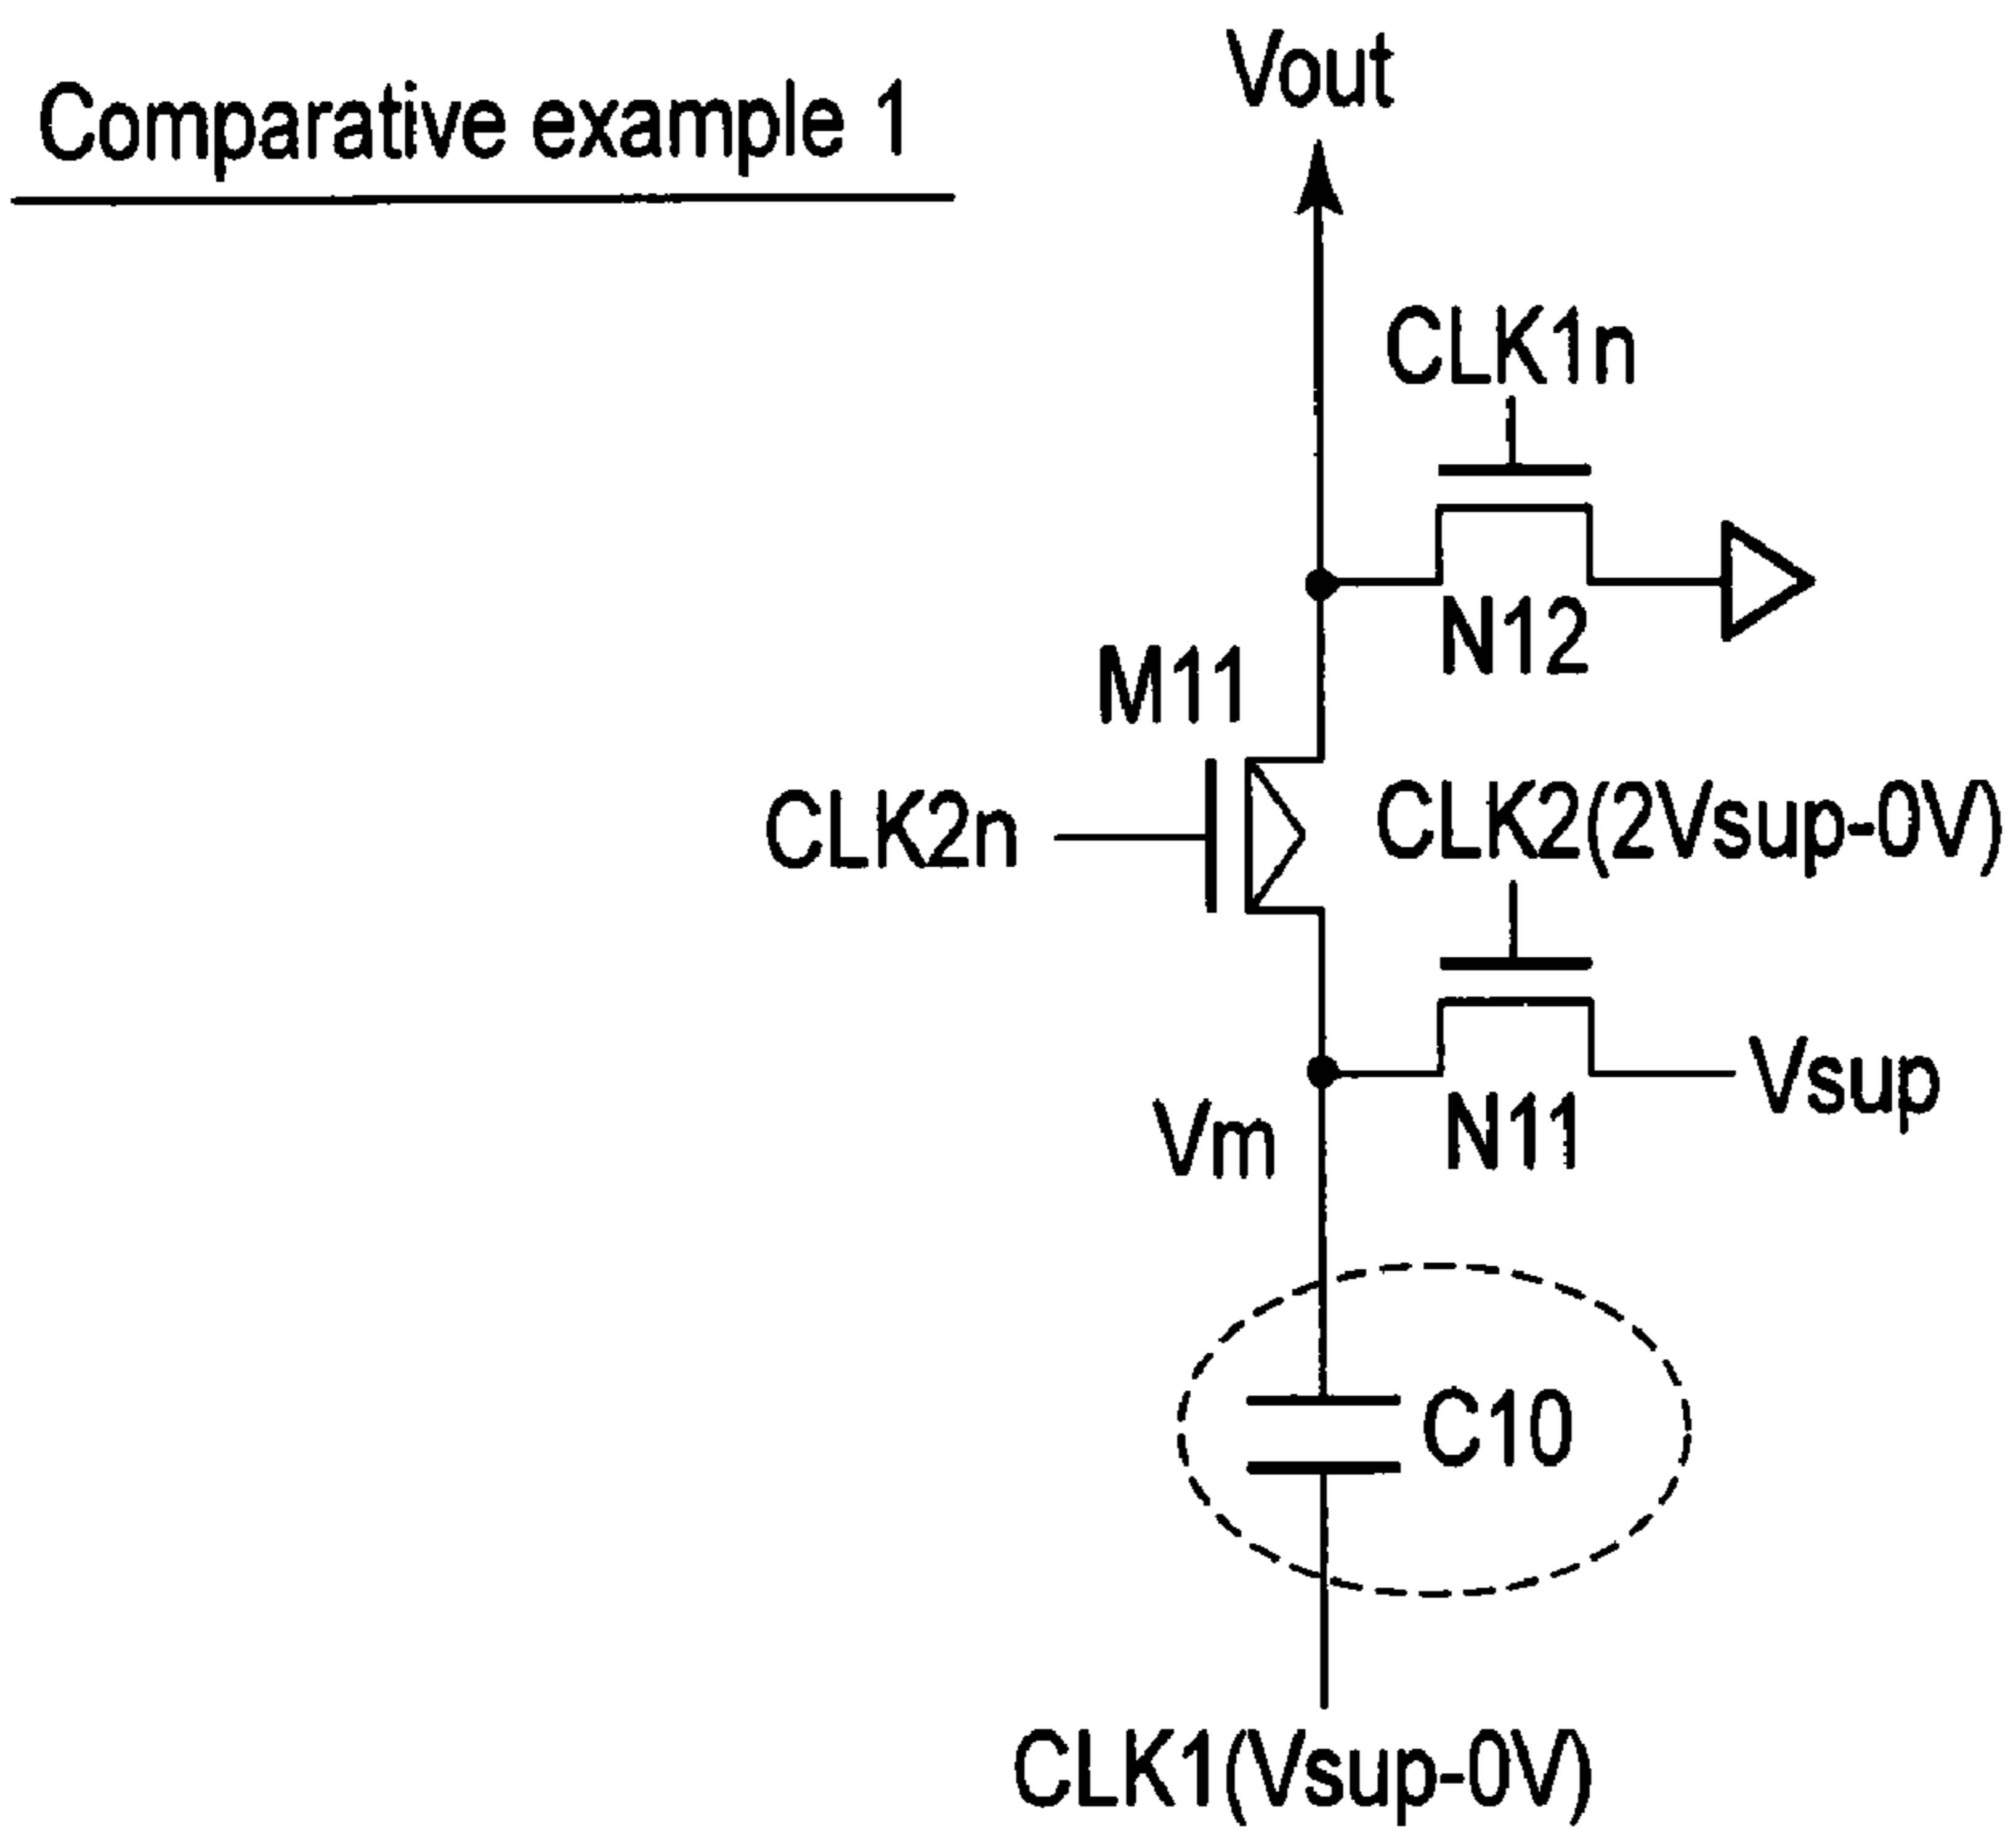 Comparative example 1
Vout
CLK1n
N12
M11
CLK2n
CLK2(2Vsup-0V)
Vsup
N11
Vm
C10
CLK1(Vsup-0V)